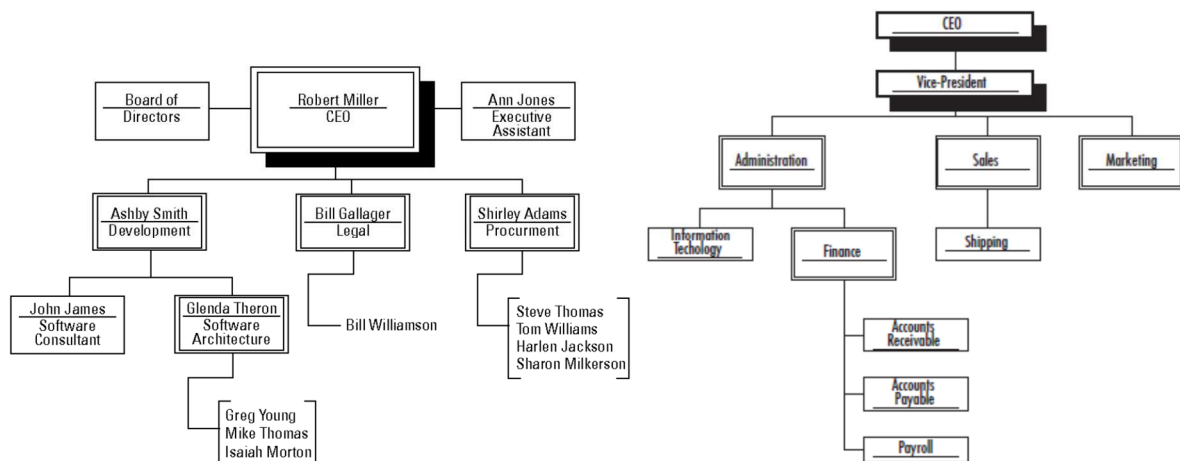 Board of
Directors
Robert Miller
CEO
Ann Jones
Executive
Assistant
Ashby Smith
Development
Bill Gallager
Legal
Shirley Adams
Procurment
John James
Software
Consultant
Glenda Theron
Software
Architecture
Bill Williamson
Steve Thomas
Tom Williams
Harlen Jackson
Sharon Milkerson
Greg Young
Mike Thomas
Isaiah Morton
CEO
Vice-President
Administration
Sales
Marketing
Information
Techology
Finance
Shipping
Accounts
Receivable
Accounts
Payable
Payroll